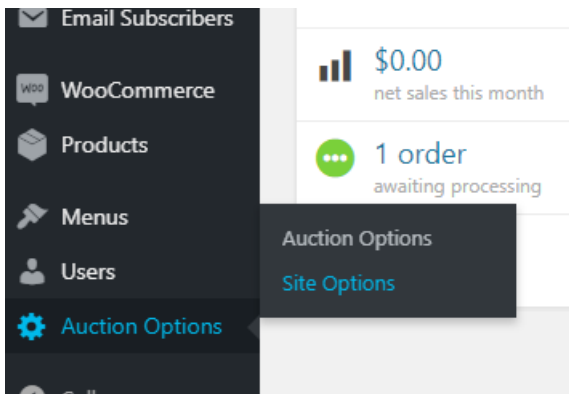 Email Subscribers
WOO
WooCommerce
Products
Menus
Users
Auction Options
$0.00
net sales this month
1 order
awaiting processing
Auction Options
Site Options